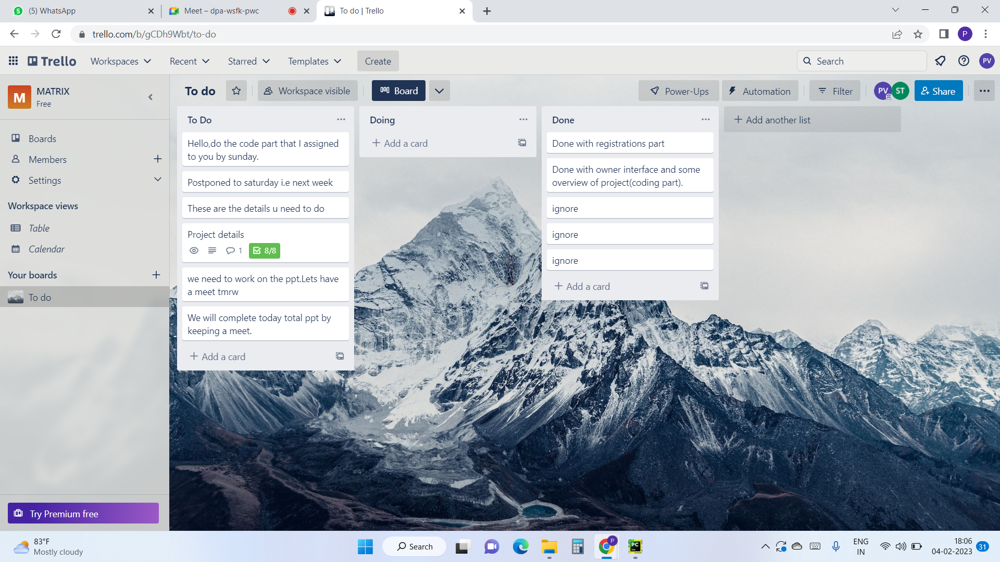 (5) WhatsApp
Meet – dpa-wsfk-pwc
To do | Trello
trello.com/b/gCDh9Wbt/to-do
P
Trello
Workspaces
Recent
Starred
Templates
Create
Search
PV
M
MATRIX
Free
To do
Workspace visible
Board
Power-Ups
Automation
Filter
PV
ST
Share
Boards
Members
Settings
Workspace views
Table
Calendar
Your boards
To do
Try Premium free
To Do
Hello,do the code part that I assigned
to you by sunday.
Postponed to saturday i.e next week
These are the details u need to do
Project details
1
8/8
we need to work on the ppt.Lets have
a meet tmrw
We will complete today total ppt by
keeping a meet.
Add a card
Doing
Add a card
Done
Done with registrations part
Done with owner interface and some
overview of project(coding part).
ignore
ignore
ignore
Add a card
Add another list
83°F
Mostly cloudy
Search
P
PC
ENG
IN
18:06
04-02-2023
31